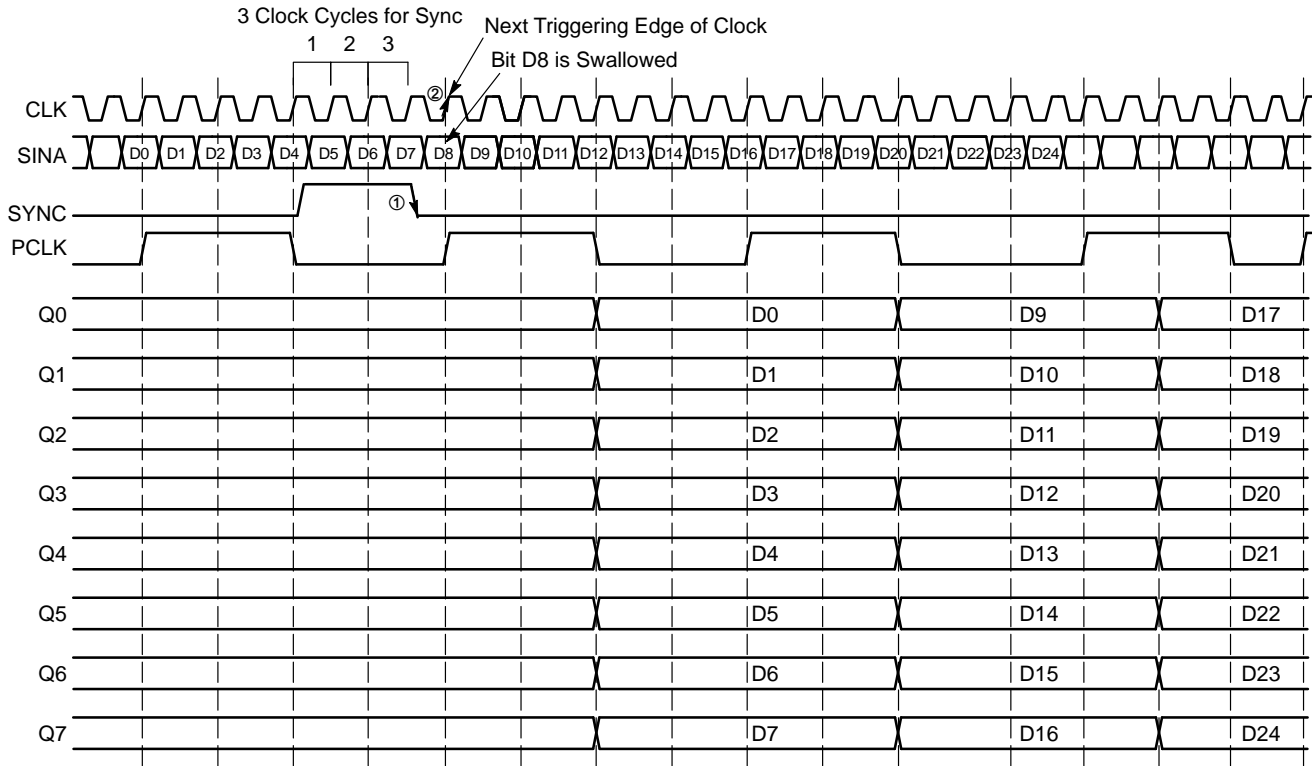 3 Clock Cycles for Sync
Next Triggering Edge of Clock
1 2 3
Bit D8 is Swallowed
CLK ②
SINA D0 D1 D2 D3 D4 D5 D6 D7 D8 D9 D10 D11 D12 D13 D14 D15 D16 D17 D18 D19 D20 D21 D22 D23 D24
SYNC ①
PCLK
Q0 D0 D9 D17
Q1 D1 D10 D18
Q2 D2 D11 D19
Q3 D3 D12 D20
Q4 D4 D13 D21
Q5 D5 D14 D22
Q6 D6 D15 D23
Q7 D7 D16 D24